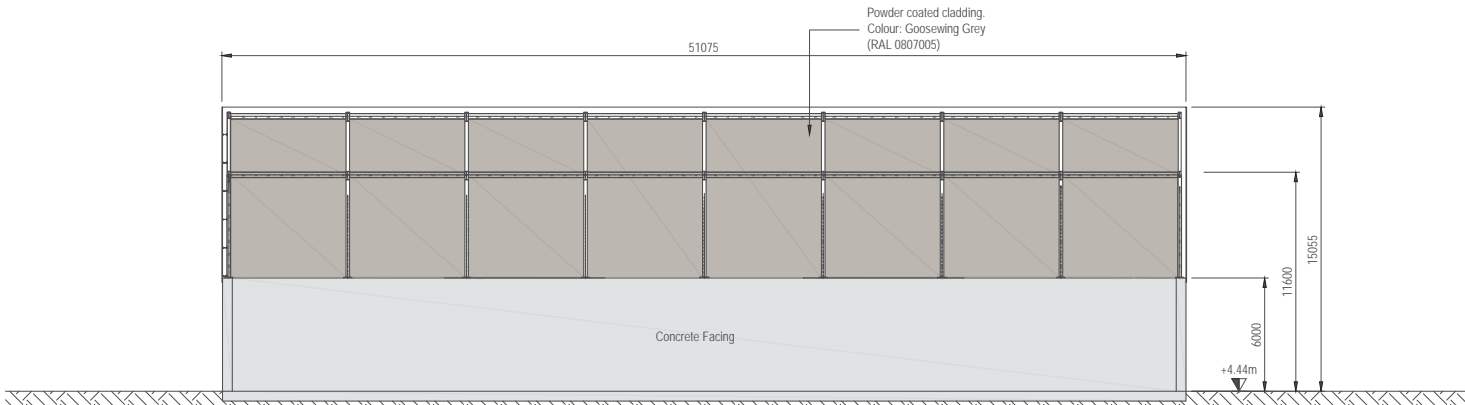 Powder coated cladding.
Colour: Goosewing Grey
(RAL 0807005)
51075
15055
11600
6000
Concrete Facing
+4.44m